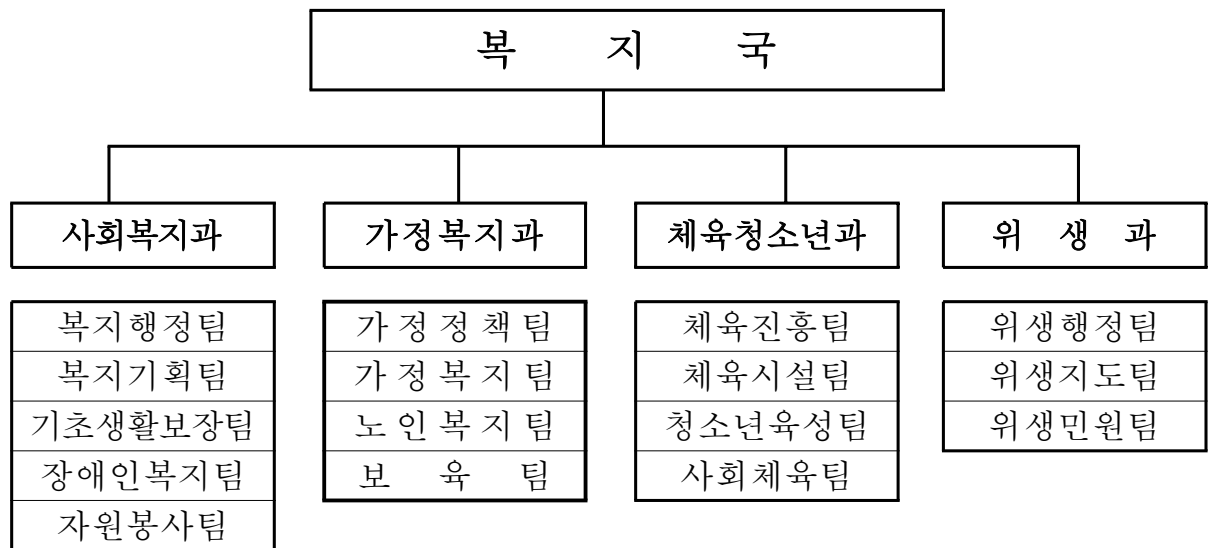 복 지 국
사회복지과
가정복지과
체육청소년과
위 생 과
복지행정팀
복지기획팀
기초생활보장팀
장애인복지팀
자원봉사팀
가 정 정 책 팀
가 정 복 지 팀
노 인 복 지 팀
보 육 팀
체육진흥팀
체육시설팀
청소년육성팀
사회체육팀
위생행정팀
위생지도팀
위생민원팀